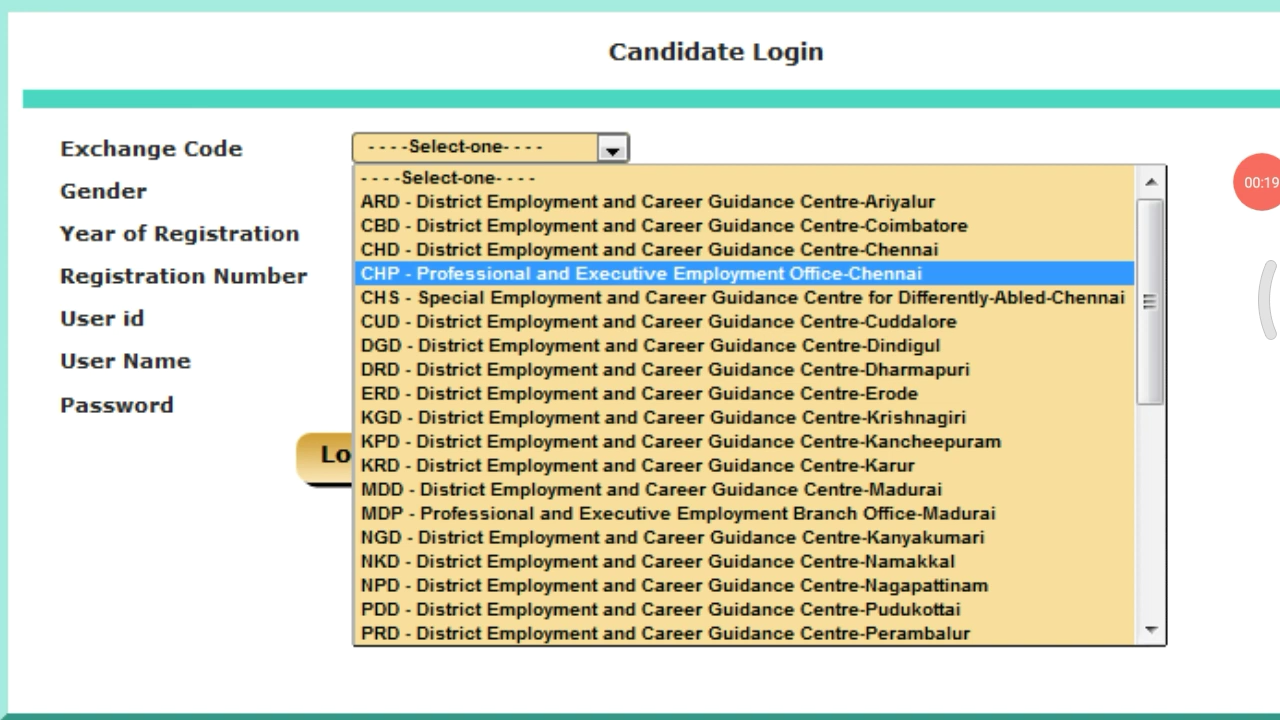 Candidate Login
Exchange Code
- - - -Select-one- - - -
Gender
Year of Registration
Registration Number
User id
User Name
Password
Lo
- - - -Select-one- - - -
ARD - District Employment and Career Guidance Centre-Ariyalur
CBD - District Employment and Career Guidance Centre-Coimbatore
CHD - District Employment and Career Guidance Centre-Chennai
CHP - Professional and Executive Employment Office-Chennai
CHS - Special Employment and Career Guidance Centre for Differently-Abled-Chennai
CUD - District Employment and Career Guidance Centre-Cuddalore
DGD - District Employment and Career Guidance Centre-Dindigul
DRD - District Employment and Career Guidance Centre-Dharmapuri
ERD - District Employment and Career Guidance Centre-Erode
KGD - District Employment and Career Guidance Centre-Krishnagiri
KPD - District Employment and Career Guidance Centre-Kancheepuram
KRD - District Employment and Career Guidance Centre-Karur
MDD - District Employment and Career Guidance Centre-Madurai
MDP - Professional and Executive Employment Branch Office-Madurai
NGD - District Employment and Career Guidance Centre-Kanyakumari
NKD - District Employment and Career Guidance Centre-Namakkal
NPD - District Employment and Career Guidance Centre-Nagapattinam
PDD - District Employment and Career Guidance Centre-Pudukottai
PRD - District Employment and Career Guidance Centre-Perambalur
00:19